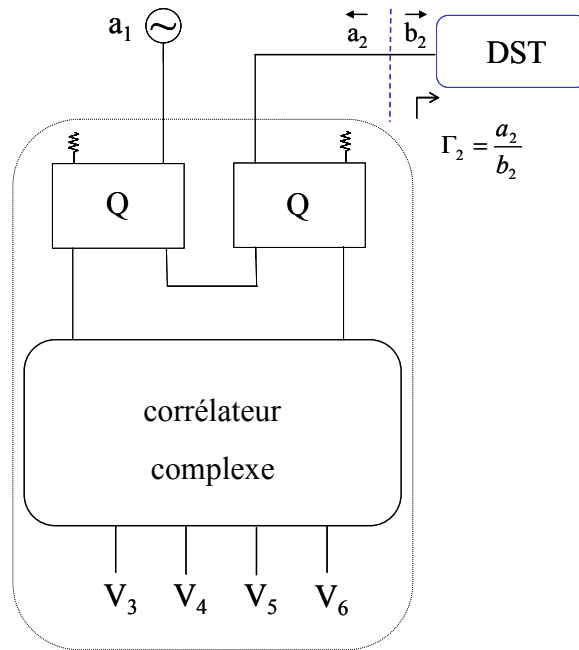 a₁
a₂ b₂
DST
Γ₂ = a₂/b₂
Q Q
corrélateur
complexe
V₃ V₄ V₅ V₆